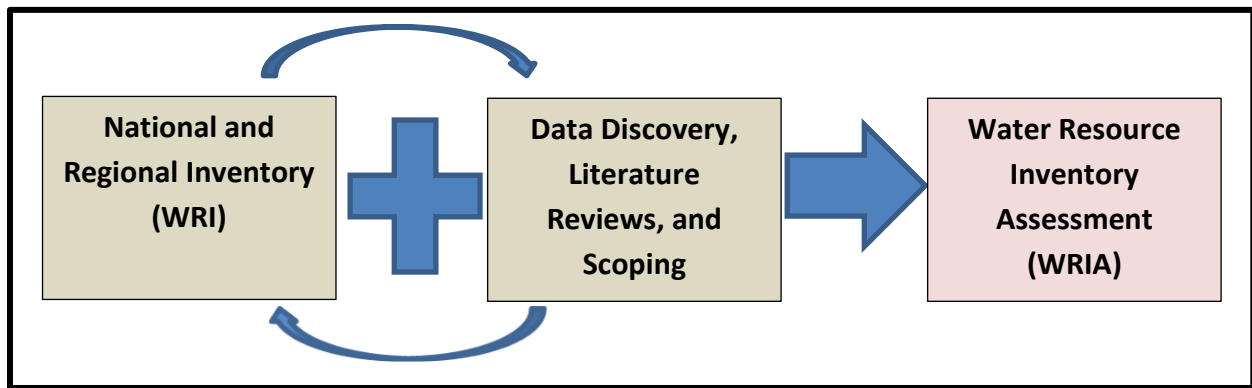 National and
Regional Inventory
(WRI)
Data Discovery,
Literature
Reviews, and
Scoping
Water Resource
Inventory
Assessment
(WRIA)